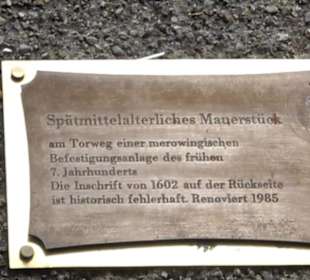 Spätmittelalterliches Mauerstück
am Torweg einer merowingischen
Befestigungsanlage des frühen
7. Jahrhunderts
Die Inschrift von 1602 auf der Rückseite
ist historisch fehlerhaft. Renoviert 1985